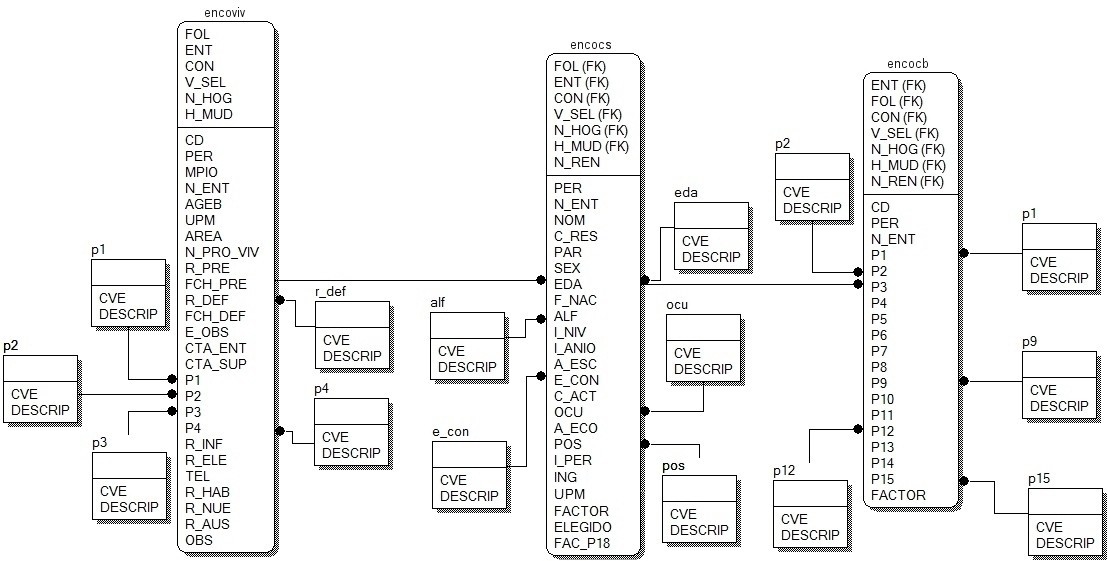 encoviv
FOL
ENT
CON
V_SEL
N_HOG
H_MUD
CD
PER
MPIO
N_ENT
AGEB
UPM
AREA
N_PRO_VIV
R_PRE
FCH_PRE
R_DEF
FCH_DEF
E_OBS
CTA_ENT
CTA_SUP
P1
P2
P3
P4
R_INF
R_ELE
TEL
R_HAB
R_NUE
R_AUS
OBS
p1
CVE
DESCRIP
p2
CVE
DESCRIP
p3
CVE
DESCRIP
r_def
CVE
DESCRIP
p4
CVE
DESCRIP
encocs
FOL (FK)
ENT (FK)
CON (FK)
V_SEL (FK)
N_HOG (FK)
H_MUD (FK)
N_REN
PER
N_ENT
NOM
C_RES
PAR
SEX
EDA
F_NAC
ALF
I_NIV
I_ANIO
A_ESC
E_CON
C_ACT
OCU
A_ECO
POS
I_PER
ING
UPM
FACTOR
ELEGIDO
FAC_P18
alf
CVE
DESCRIP
e_con
CVE
DESCRIP
eda
CVE
DESCRIP
ocu
CVE
DESCRIP
pos
CVE
DESCRIP
encocb
ENT (FK)
FOL (FK)
CON (FK)
V_SEL (FK)
N_HOG (FK)
H_MUD (FK)
N_REN (FK)
CD
PER
N_ENT
P1
P2
P3
P4
P5
P6
P7
P8
P9
P10
P11
P12
P13
P14
P15
FACTOR
p2
CVE
DESCRIP
p12
CVE
DESCRIP
p1
CVE
DESCRIP
p9
CVE
DESCRIP
p15
CVE
DESCRIP